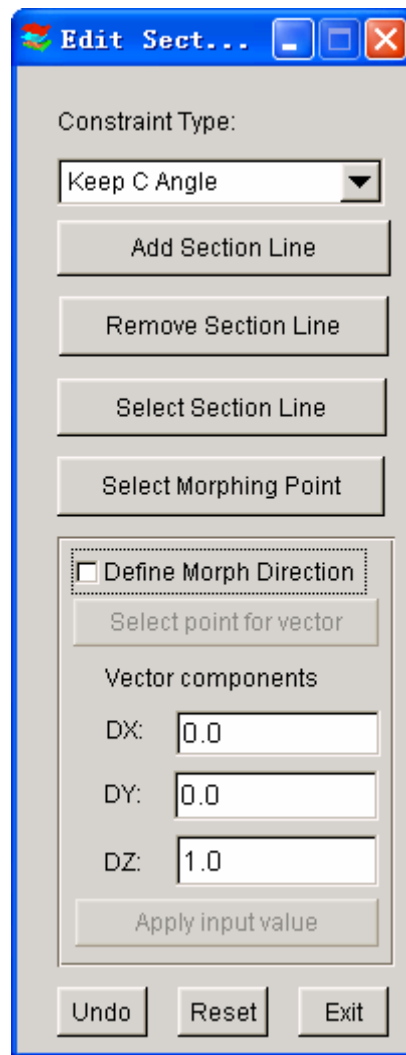 Edit Sect...
Constraint Type:
Keep C Angle
Add Section Line
Remove Section Line
Select Section Line
Select Morphing Point
Define Morph Direction
Select point for vector
Vector components
DX: 0.0
DY: 0.0
DZ: 1.0
Apply input value
Undo Reset Exit